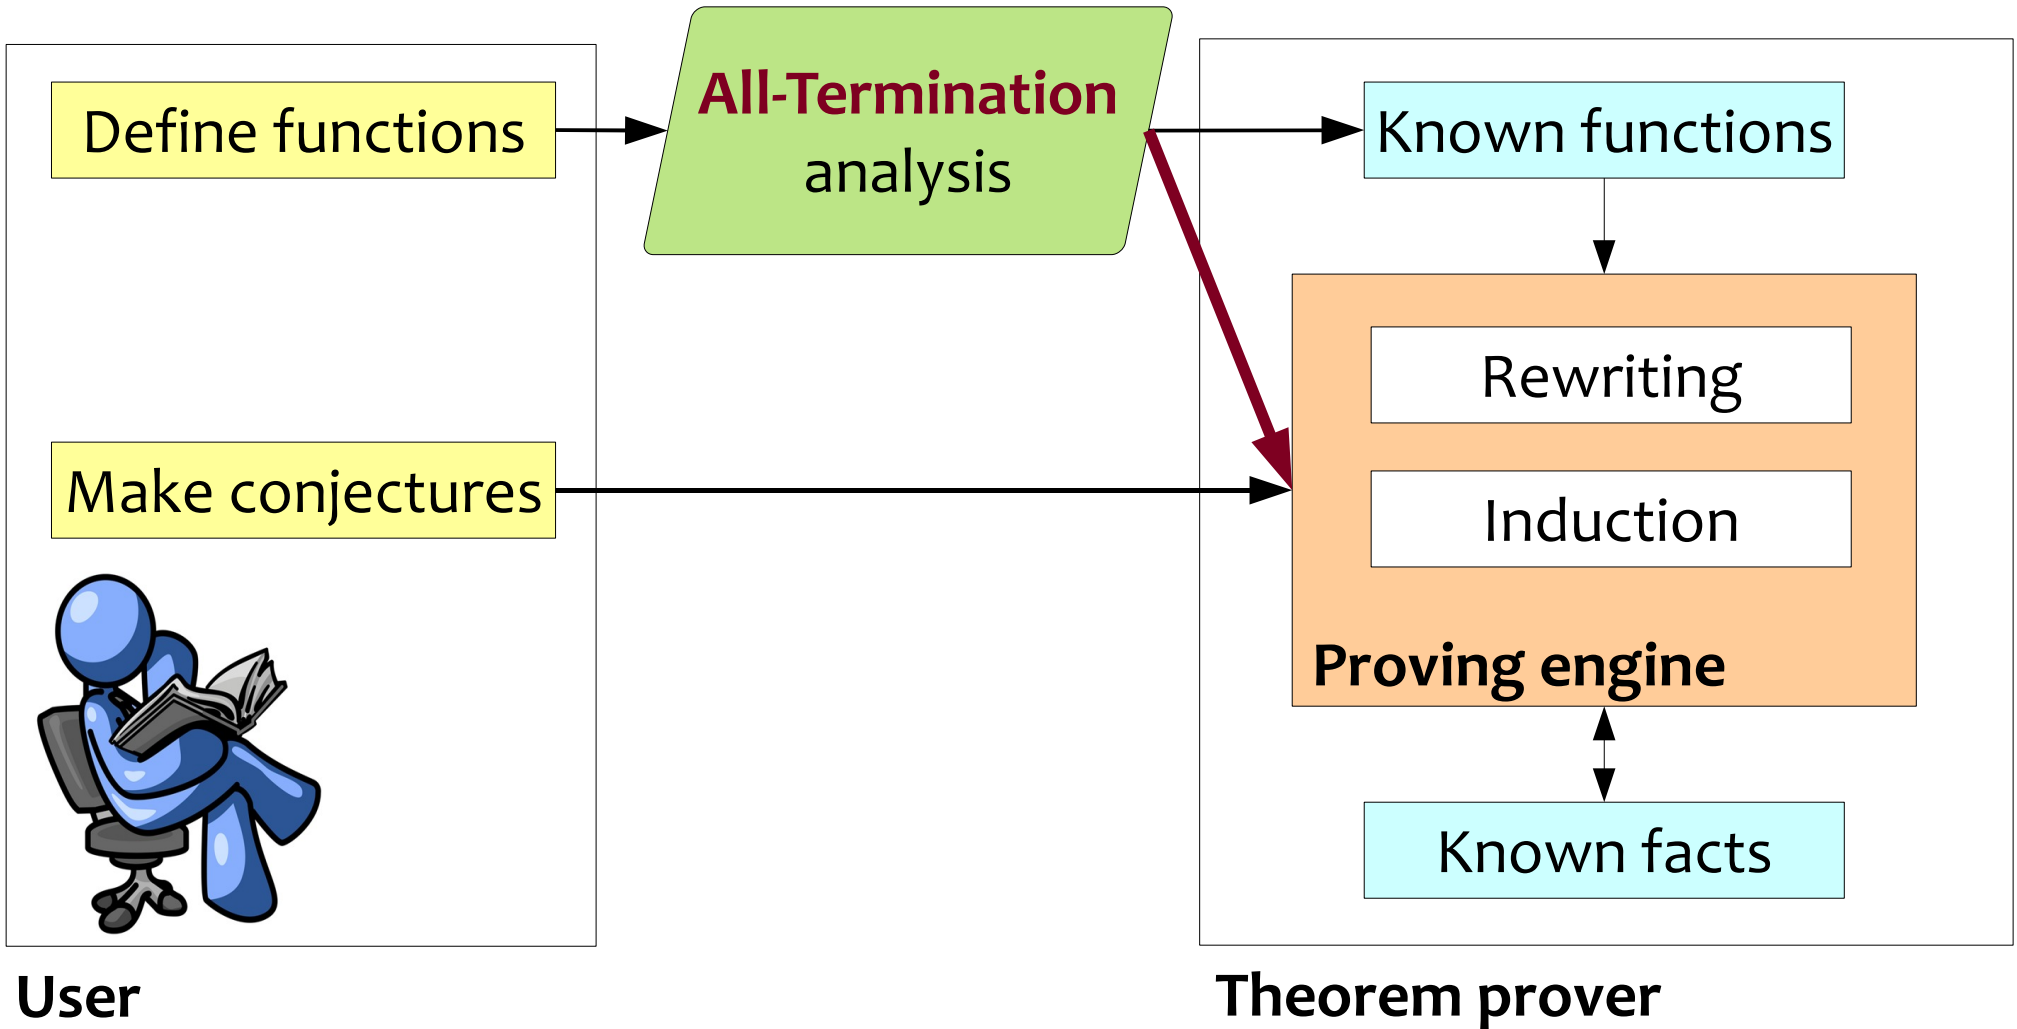 Define functions
All-Termination
analysis
Known functions
Rewriting
Make conjectures
Induction
Proving engine
Known facts
User
Theorem prover